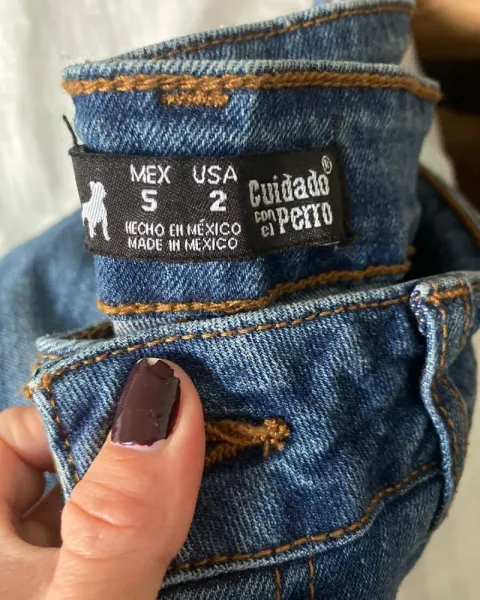 MEX USA
5 2
HECHO EN MÉXICO
MADE IN MEXICO
Cuidado
con
el Perro
®